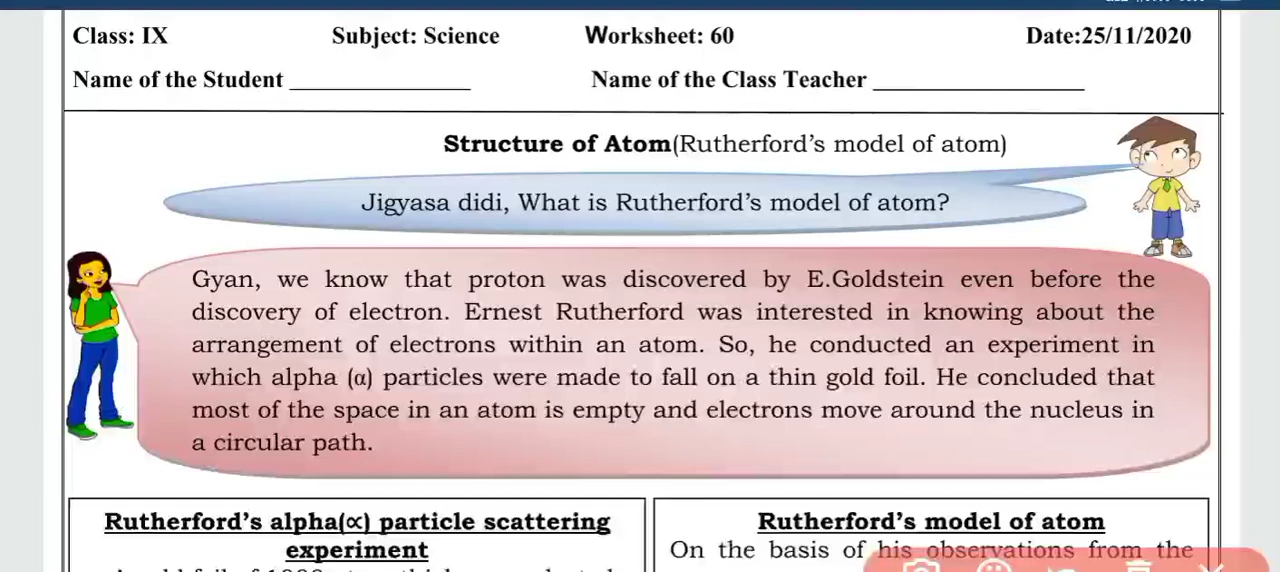 Class: IX Subject: Science Worksheet: 60 Date:25/11/2020
Name of the Student _______________ Name of the Class Teacher __________________
Structure of Atom(Rutherford's model of atom)
Jigyasa didi, What is Rutherford's model of atom?
Gyan, we know that proton was discovered by E.Goldstein even before the
discovery of electron. Ernest Rutherford was interested in knowing about the
arrangement of electrons within an atom. So, he conducted an experiment in
which alpha (α) particles were made to fall on a thin gold foil. He concluded that
most of the space in an atom is empty and electrons move around the nucleus in
a circular path.
Rutherford's alpha(∝) particle scattering
experiment
Rutherford's model of atom
On the basis of his observations from the